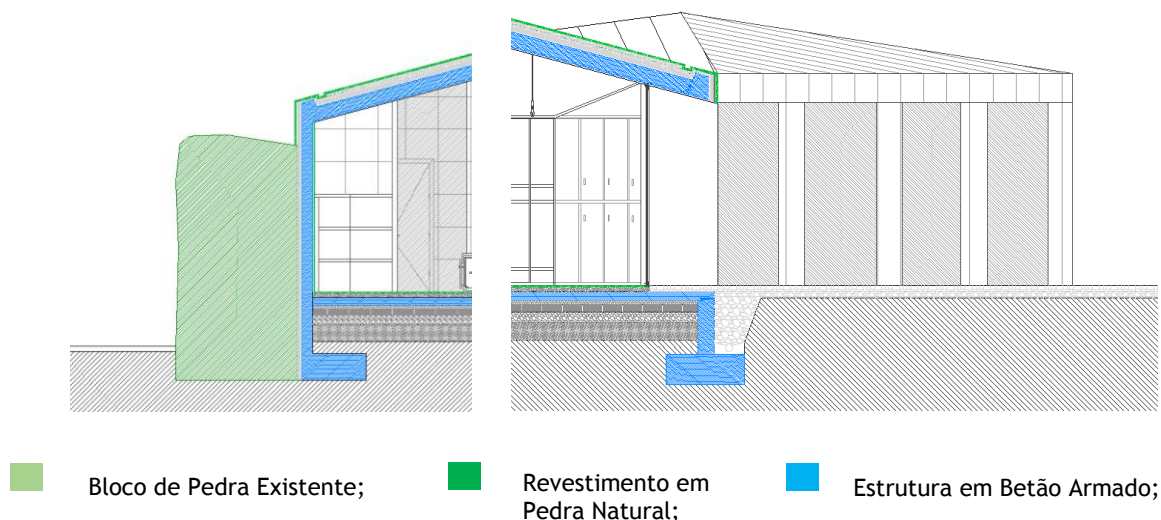 Bloco de Pedra Existente;
Revestimento em
Pedra Natural;
Estrutura em Betão Armado;